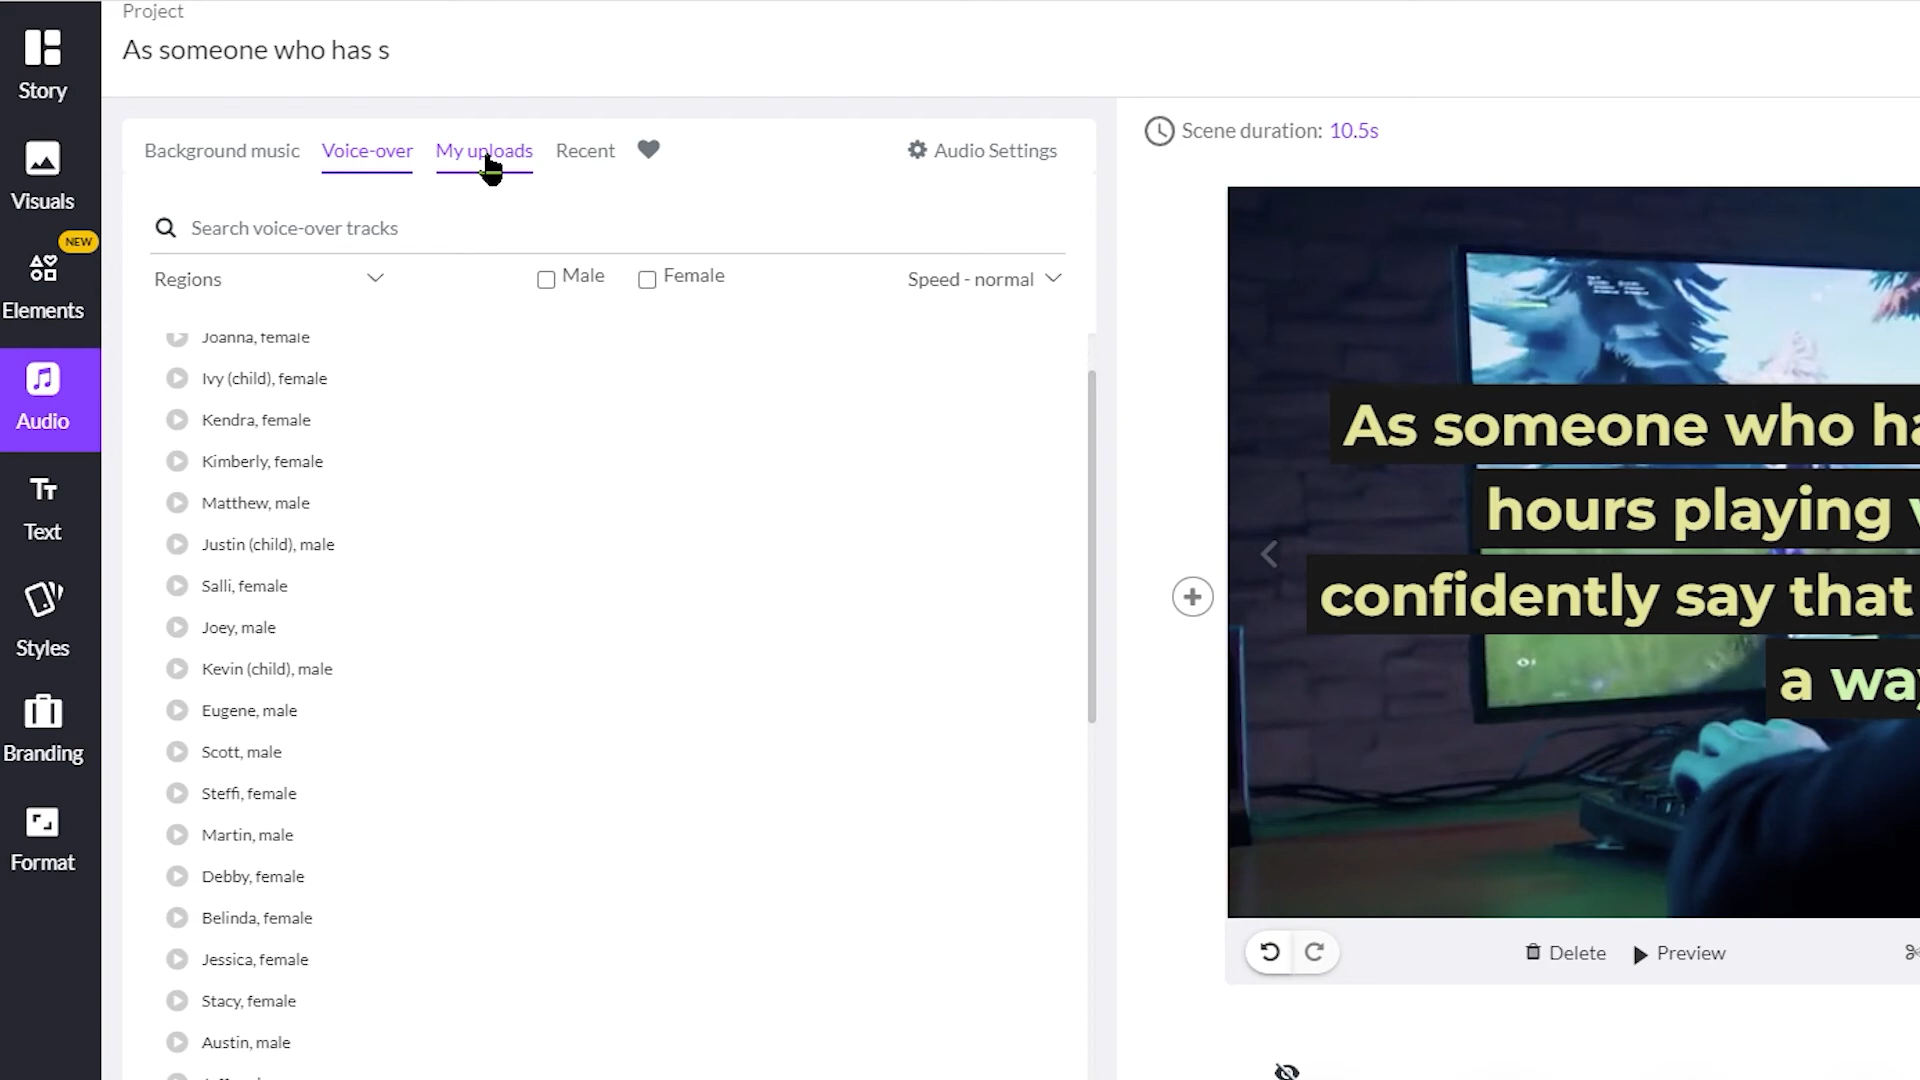 Project
As someone who has s
Story
Visuals
NEW
Elements
Audio
Text
Styles
Branding
Format
Background music
Voice-over
My uploads
Recent
Audio Settings
Search voice-over tracks
Regions
Male
Female
Speed - normal
Joanna, female
Ivy (child), female
Kendra, female
Kimberly, female
Matthew, male
Justin (child), male
Salli, female
Joey, male
Kevin (child), male
Eugene, male
Scott, male
Steffi, female
Martin, male
Debby, female
Belinda, female
Jessica, female
Stacy, female
Austin, male
Scene duration: 10.5s
As someone who ha
hours playing
confidently say that
a way
Delete
Preview